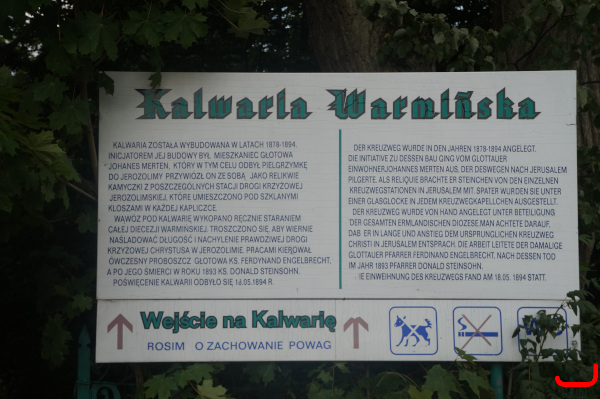 Kalwaria Warmińska
KALWARIA ZOSTAŁA WYBUDOWANA W LATACH 1878-1894.
INICJATOREM JEJ BUDOWY BYŁ MIESZKANIEC GŁOTOWA
JOHANES MERTEN, KTÓRY W TYM CELU ODBYŁ PIELGRZYMKĘ
DO JEROZOLIMY PRZYWIÓZŁ ON ZE SOBĄ JAKO RELIKWIE
KAMYCZKI Z POSZCZEGÓLNYCH STACJI DROGI KRZYŻOWEJ
JEROZOLIMSKIEJ, KTÓRE UMIESZCZONO POD SZKLANYMI
KLOSZAMI W KAŻDEJ KAPLICZCE.
WĄWÓZ POD KALWARIĘ WYKOPANO RĘCZNIE STARANIEM
CAŁEJ DIECEZJI WARMIŃSKIEJ. TROSZCZONO SIĘ, ABY WIERNIE
NAŚLADOWAĆ DŁUGOŚĆ I NACHYLENIE PRAWDZIWEJ DROGI
KRZYŻOWEJ CHRYSTUSA W JEROZOLIMIE. PRACAMI KIEROWAŁ
ÓWCZESNY PROBOSZCZ GŁOTOWA KS. FERDYNAND ENGELBRECHT,
A PO JEGO ŚMIERCI W ROKU 1893 KS. DONALD STEINSOHN.
POŚWIĘCENIE KALWARII ODBYŁO SIĘ 18.05.1894 R.
DER KREUZWEG WURDE IN DEN JAHREN 1878-1894 ANGELEGT.
DIE INITIATIVE ZU DESSEN BAU GING VOM GLOTTAUER
EINWOHNERJOHANNES MERTEN AUS, DER DESWEGEN NACH JERUSALEM
PILGERTE. ALS RELIQUIE BRACHTE ER STEINCHEN VON DEN EINZELNEN
KREUZWEGSTATIONEN IN JERUSALEM MIT. SPÄTER WURDEN SIE UNTER
EINER GLASGLOCKE IN JEDEM KREUZWEGKAPELLCHEN AUSGESTELLT.
DER KREUZWEG WURDE VON HAND ANGELEGT UNTER BETEILIGUNG
DER GESAMTEN ERMLANDISCHEN DIOZESE.MAN ACHTETE DARAUF,
DAß ER IN LANGE UND ANSTIEG DEM URSPRUNGLICHEN KREUZWEG
CHRISTI IN JERUSALEM ENTSPRACH. DIE ARBEIT LEITETE DER DAMALIGE
GLOTTAUER PFARRER FERDINAND ENGELBRECHT, NACH DESSEN TOD
IM JAHR 1893 PFARRER DONALD STEINSOHN.
IE EINWEIHUNG DES KREUZWEGS FAND AM 18.05.1894 STATT.
Wejście na Kalwarię
ROSIM O ZACHOWANIE POWAG